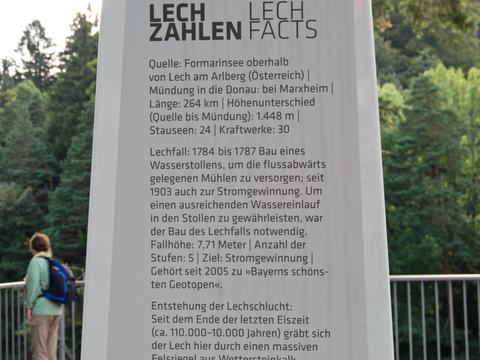 LECH LECH
ZAHLEN FACTS
Quelle: Formarinsee oberhalb
von Lech am Arlberg (Österreich) |
Mündung in die Donau: bei Marxheim |
Länge: 264 km | Höhenunterschied
(Quelle bis Mündung): 1.448 m |
Stauseen: 24 | Kraftwerke: 30
Lechfall: 1784 bis 1787 Bau eines
Wasserstollens, um die flussabwärts
gelegenen Mühlen zu versorgen; seit
1903 auch zur Stromgewinnung. Um
einen ausreichenden Wassereinlauf
in den Stollen zu gewährleisten, war
der Bau des Lechfalls notwendig.
Fallhöhe: 7,71 Meter | Anzahl der
Stufen: 5 | Ziel: Stromgewinnung |
Gehört seit 2005 zu »Bayerns schöns-
ten Geotopen«.
Entstehung der Lechschlucht:
Seit dem Ende der letzten Eiszeit
(ca. 110.000–10.000 Jahren) gräbt sich
der Lech hier durch einen massiven
Felsriegel aus Wettersteinkalk